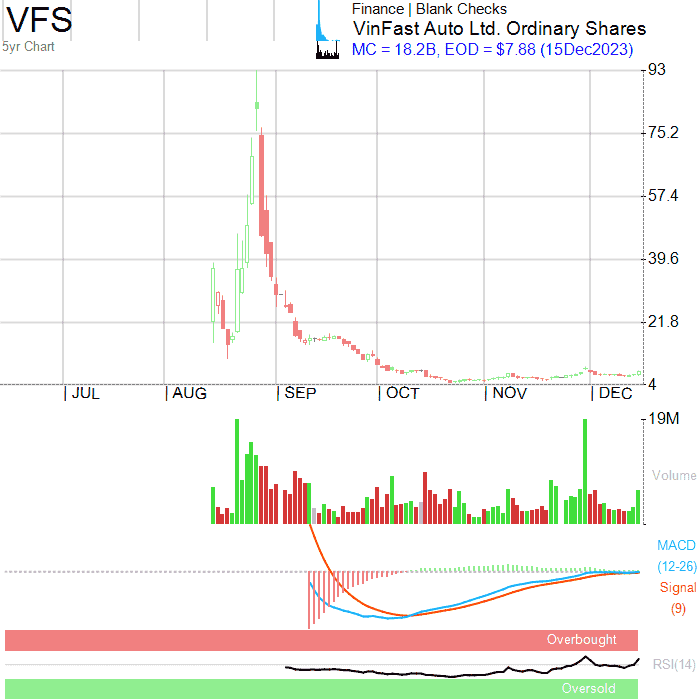 VFS
5yr Chart
Finance | Blank Checks
VinFast Auto Ltd. Ordinary Shares
MC = 18.2B, EOD = $7.88 (15Dec2023)
93
75.2
57.4
39.6
21.8
4
JUL AUG SEP OCT NOV DEC
19M
Volume
MACD
(12-26)
Signal
(9)
Overbought
RSI(14)
Oversold